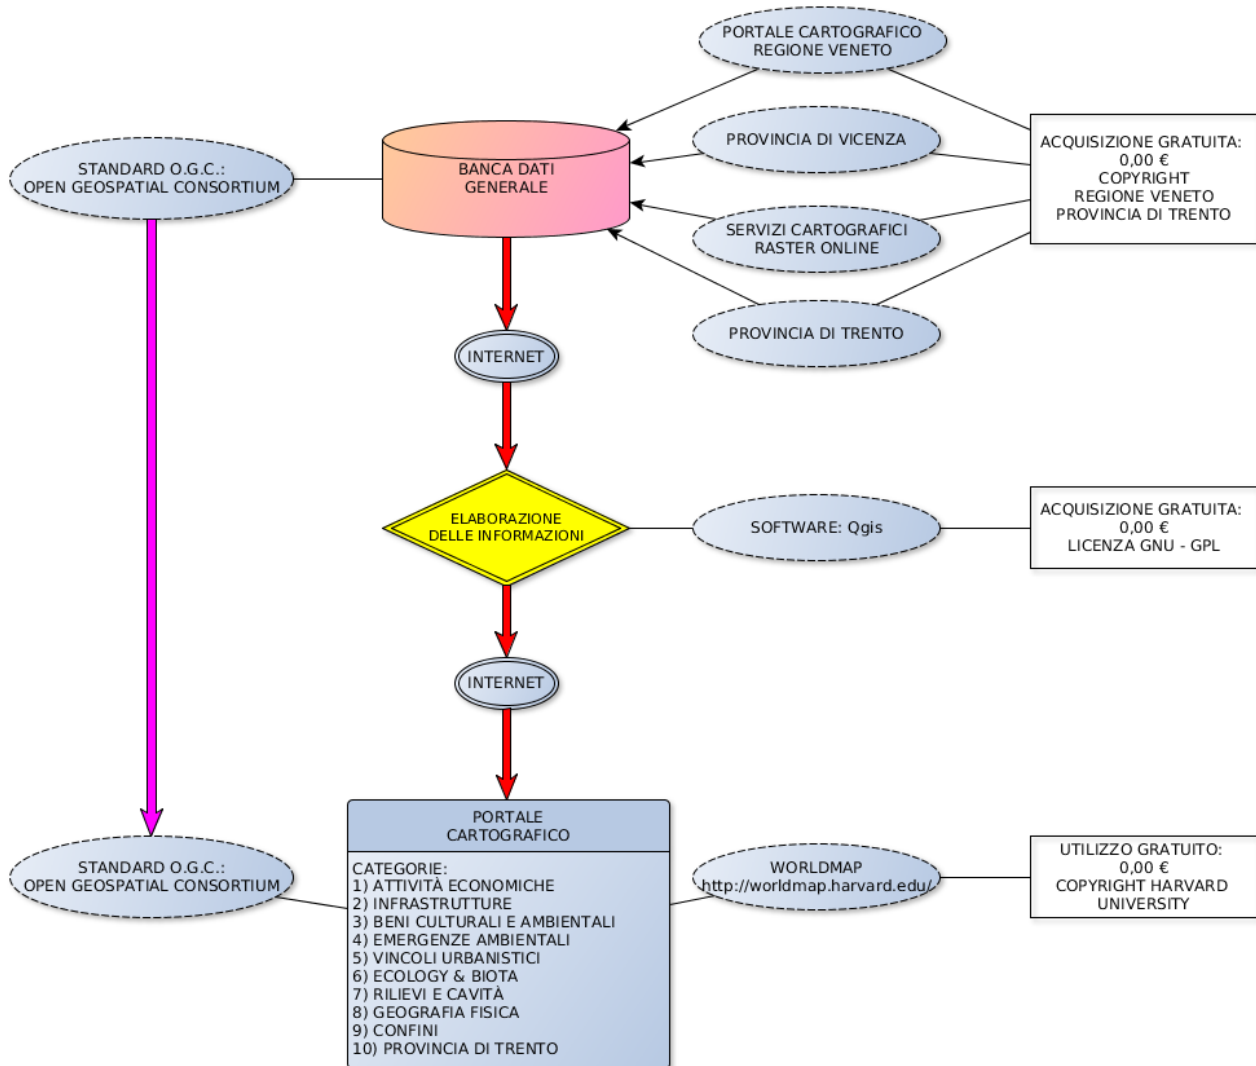 PORTALE CARTOGRAFICO
REGIONE VENETO
PROVINCIA DI VICENZA
ACQUISIZIONE GRATUITA:
0,00 €
COPYRIGHT
REGIONE VENETO
PROVINCIA DI TRENTO
STANDARD O.G.C.:
OPEN GEOSPATIAL CONSORTIUM
BANCA DATI
GENERALE
SERVIZI CARTOGRAFICI
RASTER ONLINE
PROVINCIA DI TRENTO
INTERNET
ELABORAZIONE
DELLE INFORMAZIONI
SOFTWARE: Qgis
ACQUISIZIONE GRATUITA:
0,00 €
LICENZA GNU - GPL
INTERNET
PORTALE
CARTOGRAFICO
STANDARD O.G.C.:
OPEN GEOSPATIAL CONSORTIUM
CATEGORIE:
1) ATTIVITÀ ECONOMICHE
2) INFRASTRUTTURE
3) BENI CULTURALI E AMBIENTALI
4) EMERGENZE AMBIENTALI
5) VINCOLI URBANISTICI
6) ECOLOGY & BIOTA
7) RILIEVI E CAVITÀ
8) GEOGRAFIA FISICA
9) CONFINI
10) PROVINCIA DI TRENTO
WORLDMAP
http://worldmap.harvard.edu/
UTILIZZO GRATUITO:
0,00 €
COPYRIGHT HARVARD
UNIVERSITY